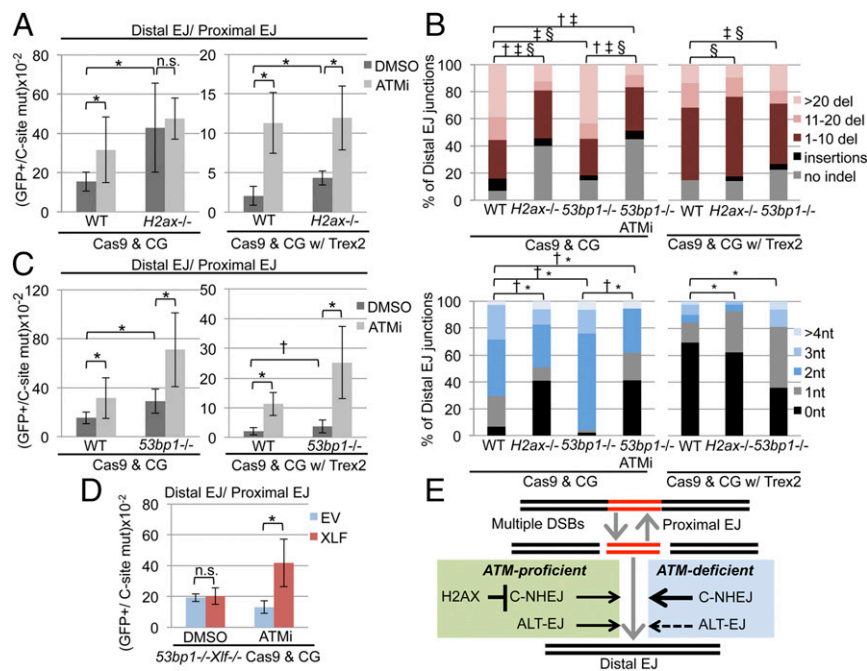 A
Distal EJ/ Proximal EJ
(GFP+/C-site mut)x10-2
80
60
40
20
0
*
*
n.s.
WT
H2ax-/-
Cas9 & CG
20
15
10
5
0
*
*
*
DMSO
ATMi
WT
H2ax-/-
Cas9 & CG w/ Trex2
B
% of Distal EJ junctions
100
80
60
40
20
0
† ‡
‡ §
† ‡ §
† ‡ §
WT
H2ax-/-
53bp1-/-
53bp1-/-
ATMi
Cas9 & CG
‡ §
§
WT
H2ax-/-
53bp1-/-
Cas9 & CG w/ Trex2
>20 del
11-20 del
1-10 del
insertions
no indel
% of Distal EJ junctions
100
80
60
40
20
0
† *
† *
† *
† *
WT
H2ax-/-
53bp1-/-
53bp1-/-
ATMi
Cas9 & CG
*
*
WT
H2ax-/-
53bp1-/-
Cas9 & CG w/ Trex2
>4nt
3nt
2nt
1nt
0nt
C
Distal EJ/ Proximal EJ
(GFP+/C-site mut)x10-2
120
80
40
0
*
*
*
WT
53bp1-/-
Cas9 & CG
50
40
30
20
10
0
†
*
*
DMSO
ATMi
WT
53bp1-/-
Cas9 & CG w/ Trex2
D
Distal EJ/ Proximal EJ
(GFP+/ C-site mut)x10-2
80
60
40
20
0
n.s.
*
EV
XLF
DMSO
ATMi
53bp1-/-Xlf-/- Cas9 & CG
E
Multiple DSBs
Proximal EJ
ATM-proficient
ATM-deficient
H2AX
C-NHEJ
C-NHEJ
ALT-EJ
ALT-EJ
Distal EJ